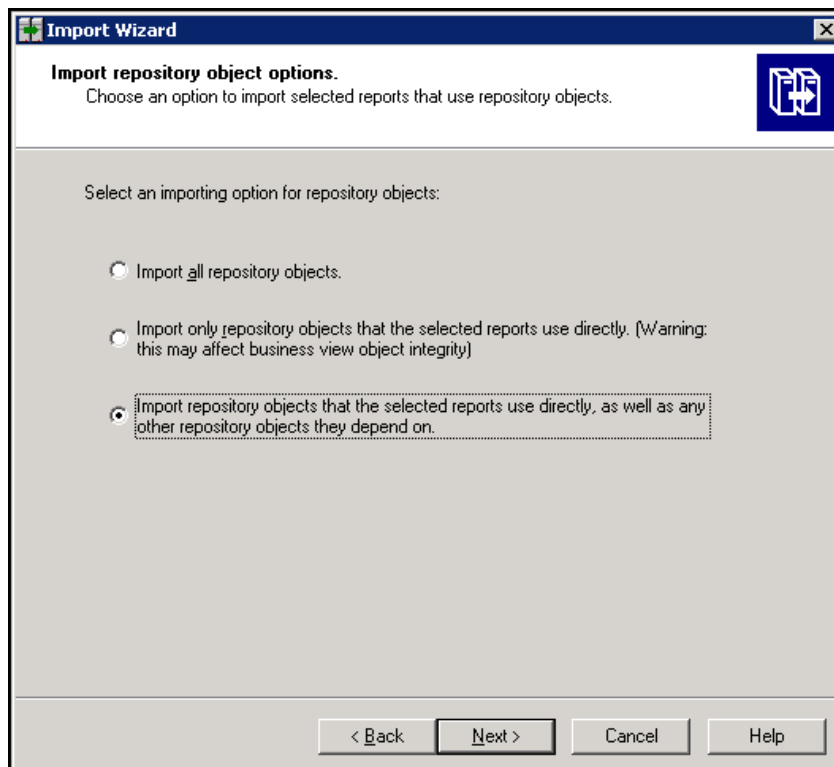 Import Wizard
Import repository object options.
Choose an option to import selected reports that use repository objects.
Select an importing option for repository objects:
Import all repository objects.
Import only repository objects that the selected reports use directly. (Warning:
this may affect business view object integrity)
Import repository objects that the selected reports use directly, as well as any
other repository objects they depend on.
< Back
Next >
Cancel
Help